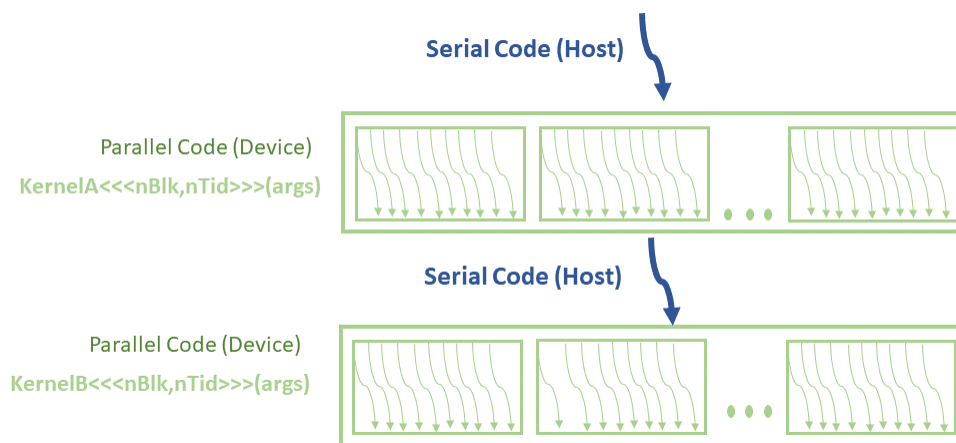 Serial Code (Host)
Parallel Code (Device)
KernelA<<<nBlk,nTid>>>(args)
Serial Code (Host)
Parallel Code (Device)
KernelB<<<nBlk,nTid>>>(args)